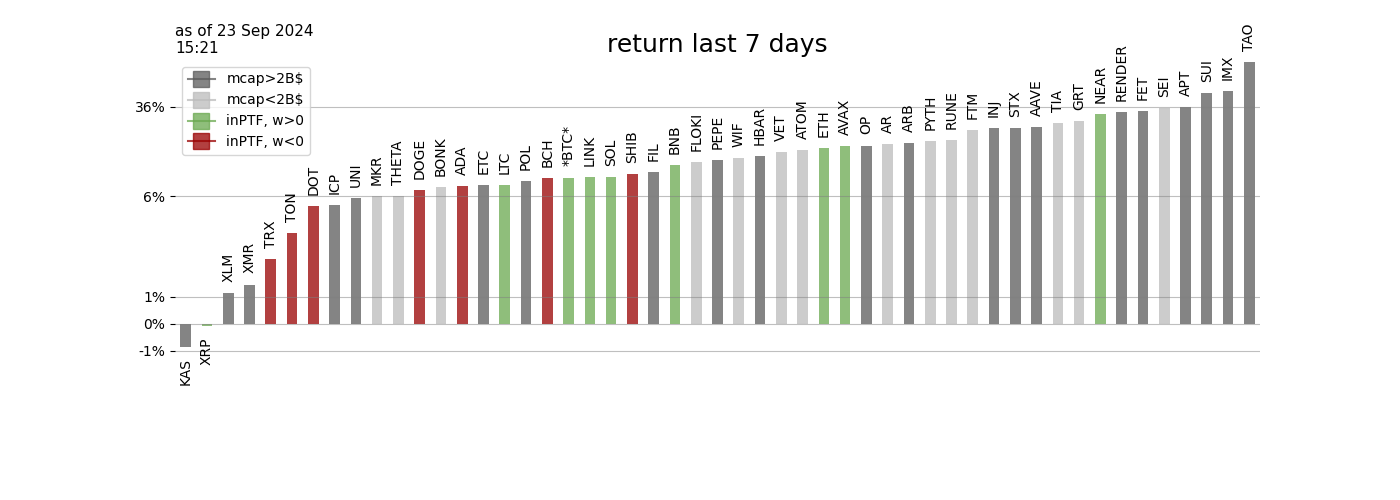 as of 23 Sep 2024
15:21
return last 7 days
mcap>2B$
mcap<2B$
inPTF, w>0
inPTF, w<0
36%
6%
1%
0%
-1%
KAS
XRP
XLM
XMR
TRX
TON
DOT
ICP
UNI
MKR
THETA
DOGE
BONK
ADA
ETC
LTC
POL
BCH
*BTC*
LINK
SOL
SHIB
FIL
BNB
FLOKI
PEPE
WIF
HBAR
VET
ATOM
ETH
AVAX
OP
AR
ARB
PYTH
RUNE
FTM
INJ
STX
AAVE
TIA
GRT
NEAR
RENDER
FET
SEI
APT
SUI
IMX
TAO